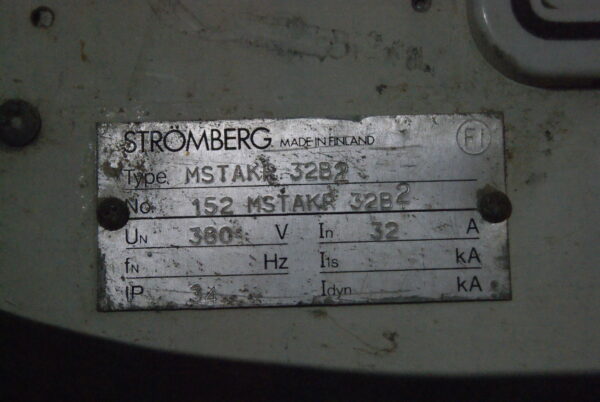 STRÖMBERG MADE IN FINLAND FI
Type MSTAKR 32B2
No. 152 MSTAKR 32B2
UN 380 V In 32 A
fN Hz I1s kA
IP 34 Idyn kA